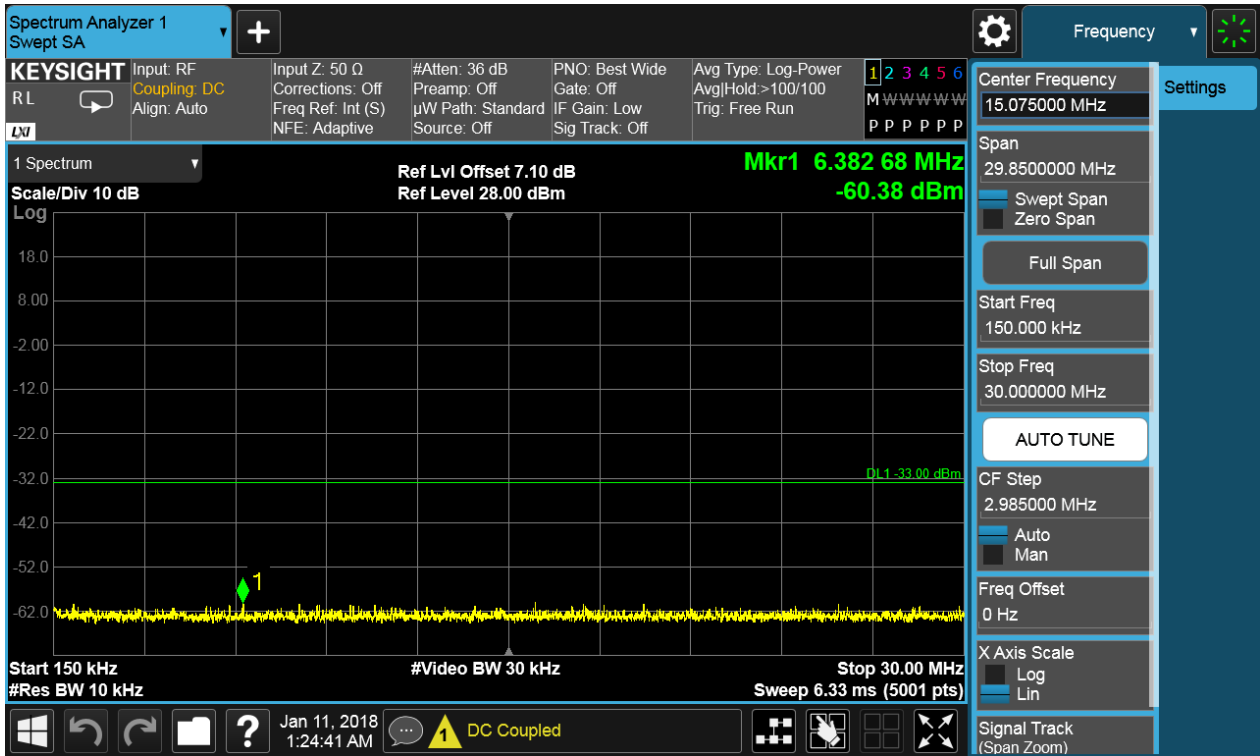 Spectrum Analyzer 1
Swept SA
+
Frequency
KEYSIGHT
RL
LXI
Input: RF
Coupling: DC
Align: Auto
Input Z: 50 Ω
Corrections: Off
Freq Ref: Int (S)
NFE: Adaptive
#Atten: 36 dB
Preamp: Off
µW Path: Standard
Source: Off
PNO: Best Wide
Gate: Off
IF Gain: Low
Sig Track: Off
Avg Type: Log-Power
Avg|Hold:>100/100
Trig: Free Run
1 2 3 4 5 6
M W W W W W
P P P P P P
1 Spectrum
Scale/Div 10 dB
Log
Ref Lvl Offset 7.10 dB
Ref Level 28.00 dBm
Mkr1 6.382 68 MHz
-60.38 dBm
18.0
8.00
-2.00
-12.0
-22.0
-32.0
-42.0
-52.0
-62.0
DL1 -33.00 dBm
1
Start 150 kHz
#Video BW 30 kHz
Stop 30.00 MHz
#Res BW 10 kHz
Sweep 6.33 ms (5001 pts)
Center Frequency
15.075000 MHz
Settings
Span
29.8500000 MHz
Swept Span
Zero Span
Full Span
Start Freq
150.000 kHz
Stop Freq
30.000000 MHz
AUTO TUNE
CF Step
2.985000 MHz
Auto
Man
Freq Offset
0 Hz
X Axis Scale
Log
Lin
Signal Track
(Span Zoom)
?
Jan 11, 2018
1:24:41 AM
1
DC Coupled